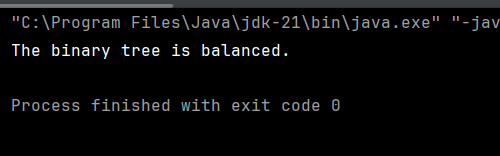 "C:\Program Files\Java\jdk-21\bin\java.exe" "-jav
The binary tree is balanced.
Process finished with exit code 0